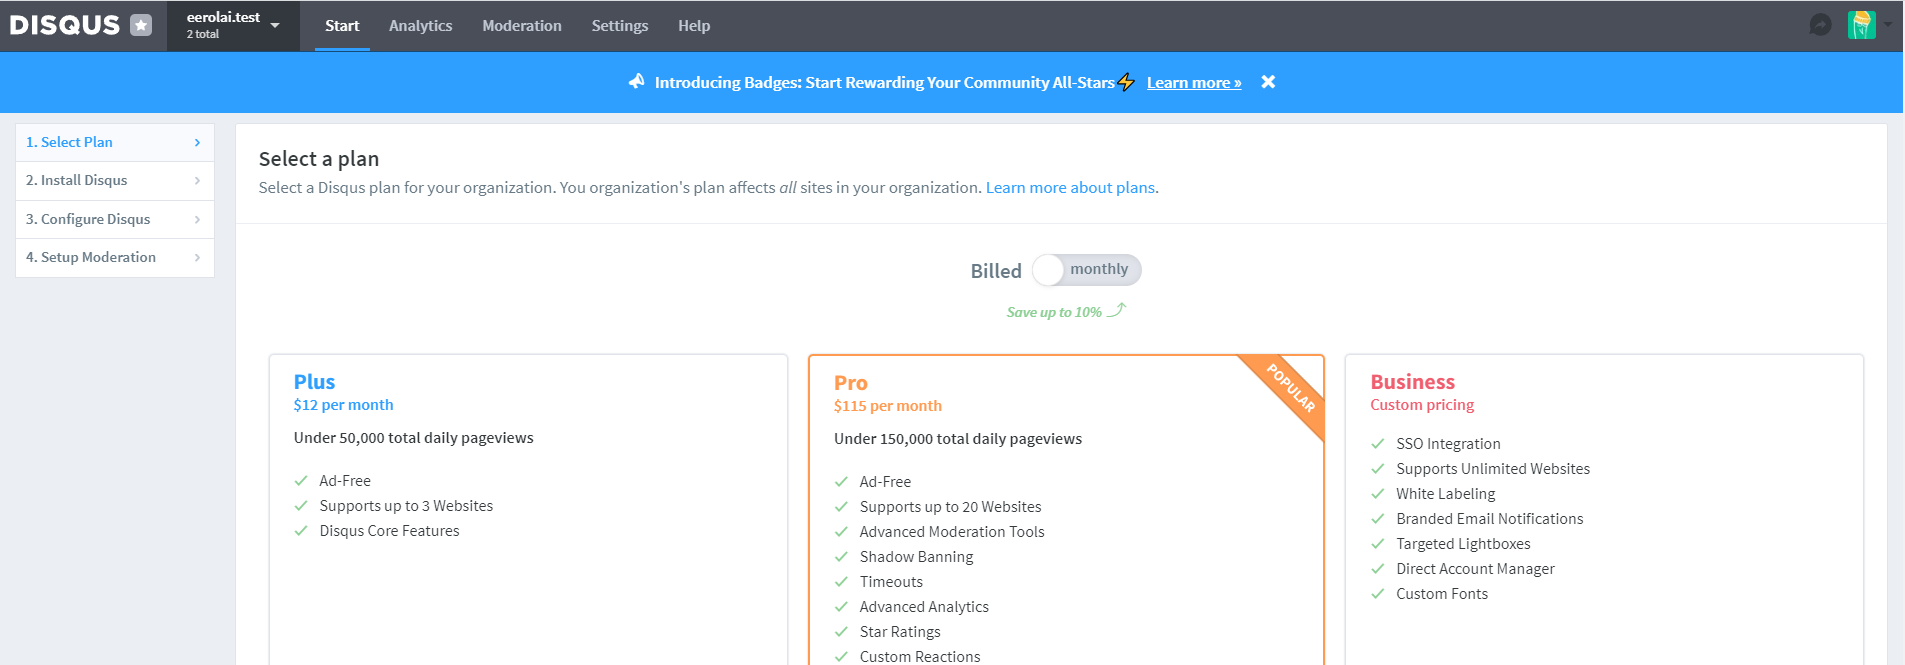 DISQUS
eerolai.test
2 total
Start
Analytics
Moderation
Settings
Help
Introducing Badges: Start Rewarding Your Community All-Stars⚡ Learn more »
1. Select Plan
2. Install Disqus
3. Configure Disqus
4. Setup Moderation
Select a plan
Select a Disqus plan for your organization. You organization's plan affects all sites in your organization. Learn more about plans.
Billed monthly
Save up to 10%
Plus
$12 per month
Under 50,000 total daily pageviews
Ad-Free
Supports up to 3 Websites
Disqus Core Features
POPULAR
Pro
$115 per month
Under 150,000 total daily pageviews
Ad-Free
Supports up to 20 Websites
Advanced Moderation Tools
Shadow Banning
Timeouts
Advanced Analytics
Star Ratings
Custom Reactions
Business
Custom pricing
SSO Integration
Supports Unlimited Websites
White Labeling
Branded Email Notifications
Targeted Lightboxes
Direct Account Manager
Custom Fonts